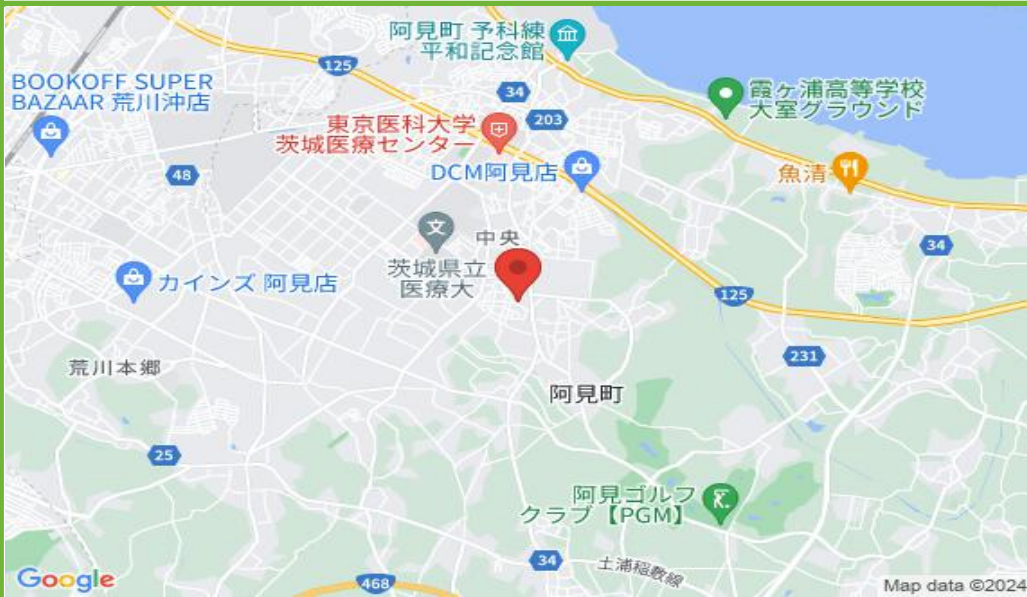 阿見町 予科練
平和記念館
125
BOOKOFF SUPER
BAZAAR 荒川沖店
34
霞ヶ浦高等学校
大室グラウンド
203
東京医科大学
茨城医療センター
DCM阿見店
魚清
48
文
中央
34
茨城県立
医療大
カインズ 阿見店
125
231
荒川本郷
阿見町
25
阿見ゴルフ
クラブ【PGM】
34
土浦稲敷線
468
Google
Map data ©2024